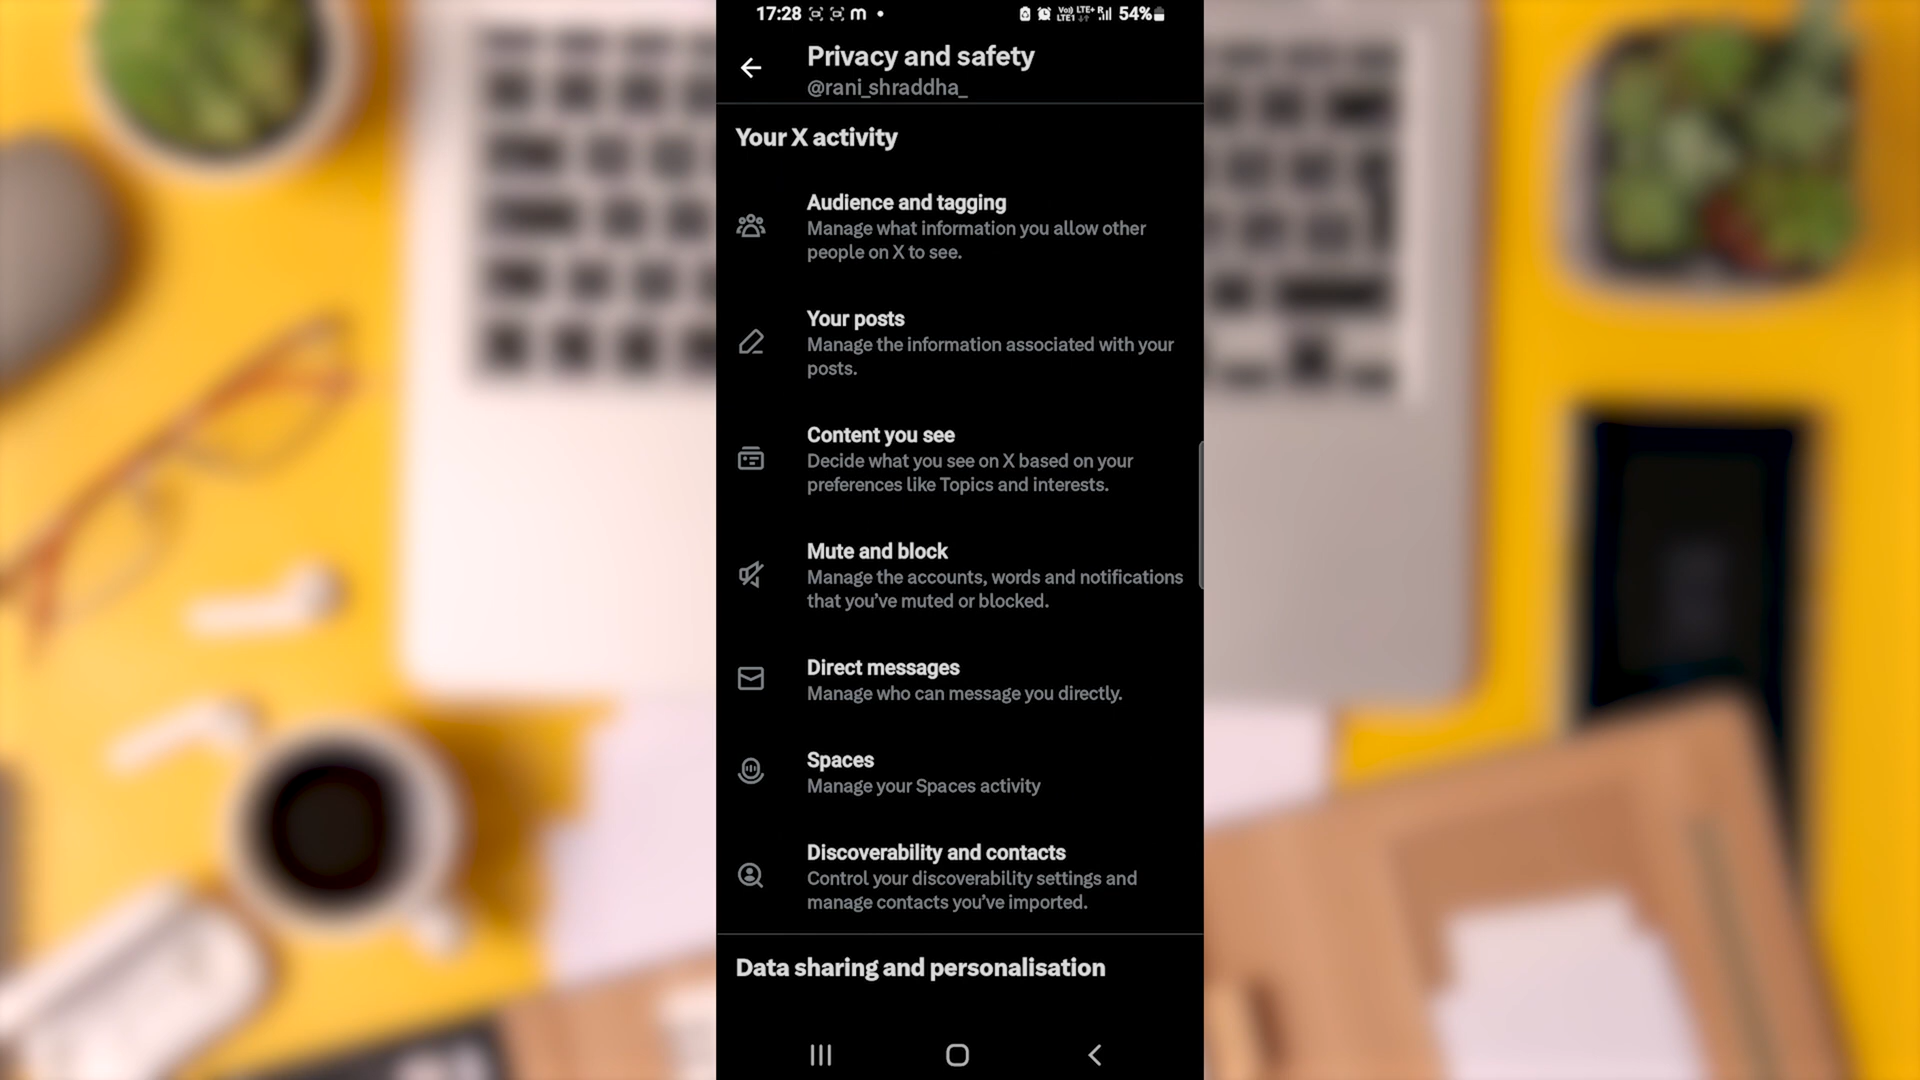 17:28 m 54%
Privacy and safety
@rani_shraddha_
Your X activity
Audience and tagging
Manage what information you allow other
people on X to see.
Your posts
Manage the information associated with your
posts.
Content you see
Decide what you see on X based on your
preferences like Topics and interests.
Mute and block
Manage the accounts, words and notifications
that you’ve muted or blocked.
Direct messages
Manage who can message you directly.
Spaces
Manage your Spaces activity
Discoverability and contacts
Control your discoverability settings and
manage contacts you’ve imported.
Data sharing and personalisation